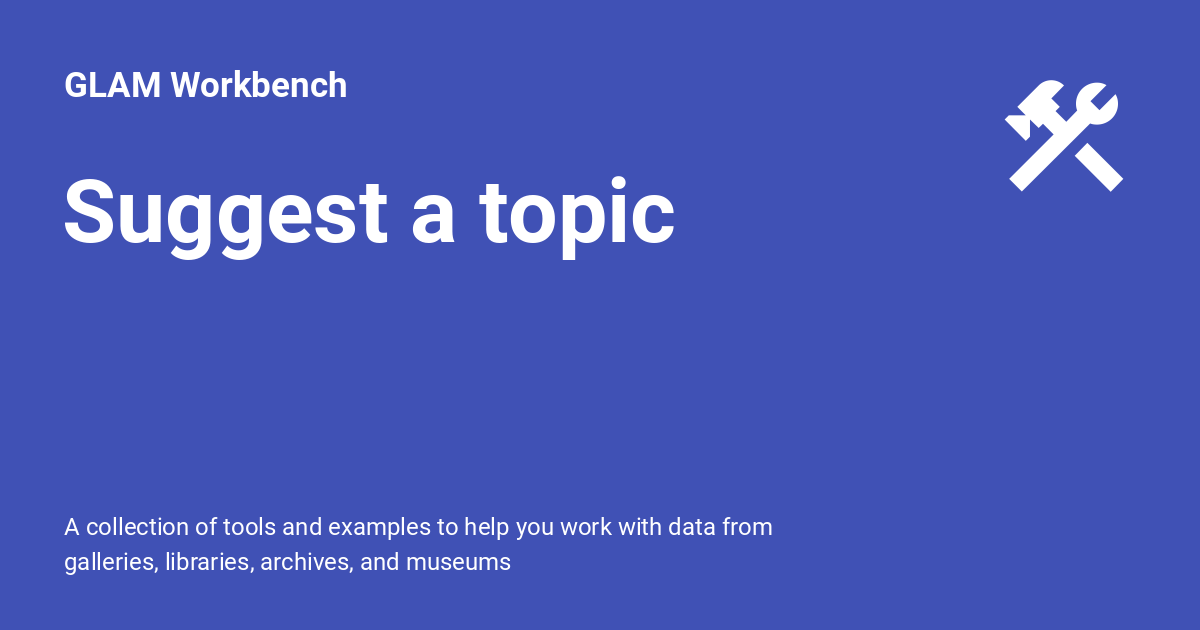 GLAM Workbench
Suggest a topic
A collection of tools and examples to help you work with data from
galleries, libraries, archives, and museums